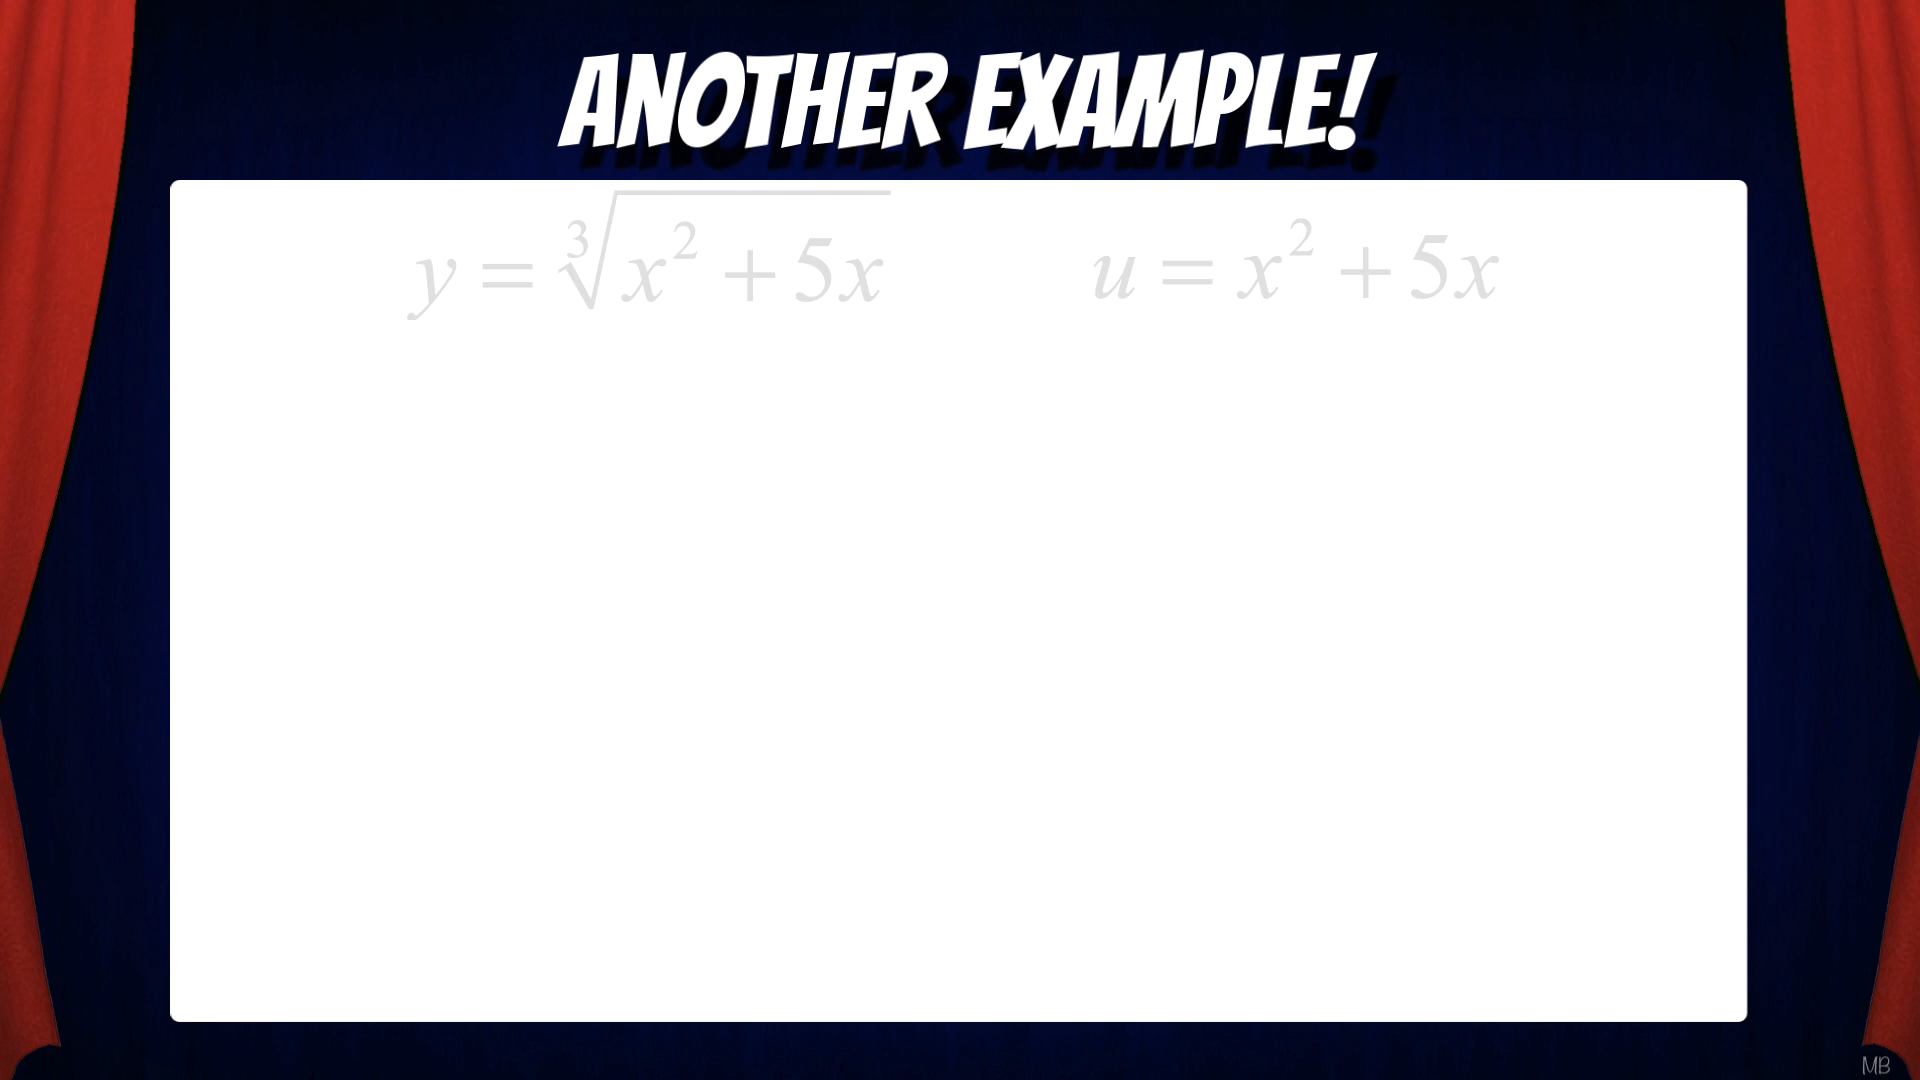 ANOTHER EXAMPLE!
y = ∛(x² + 5x) u = x² + 5x
MB